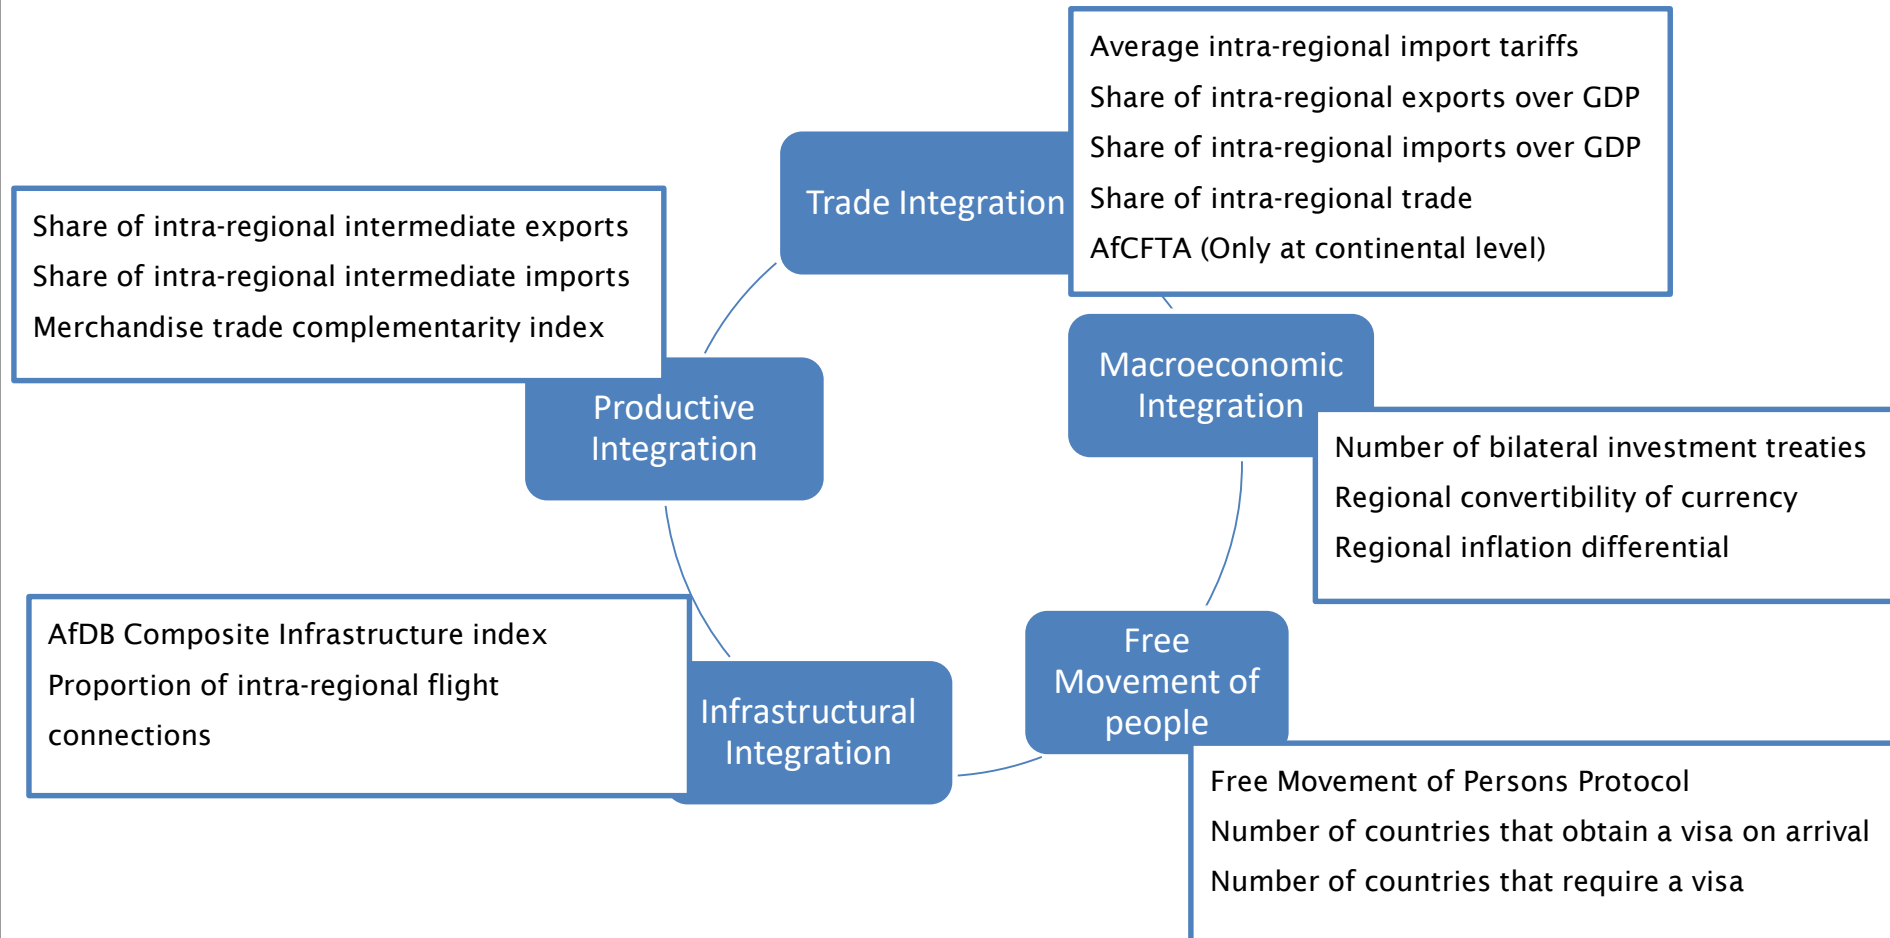 Trade Integration
Average intra-regional import tariffs
Share of intra-regional exports over GDP
Share of intra-regional imports over GDP
Share of intra-regional trade
AfCFTA (Only at continental level)
Macroeconomic
Integration
Number of bilateral investment treaties
Regional convertibility of currency
Regional inflation differential
Free
Movement of
people
Free Movement of Persons Protocol
Number of countries that obtain a visa on arrival
Number of countries that require a visa
Infrastructural
Integration
AfDB Composite Infrastructure index
Proportion of intra-regional flight
connections
Productive
Integration
Share of intra-regional intermediate exports
Share of intra-regional intermediate imports
Merchandise trade complementarity index